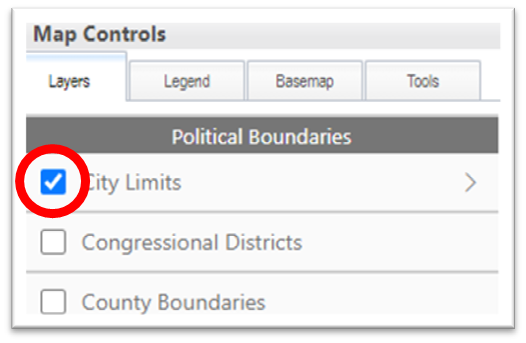 Map Controls
Layers Legend Basemap Tools
Political Boundaries
City Limits
Congressional Districts
County Boundaries